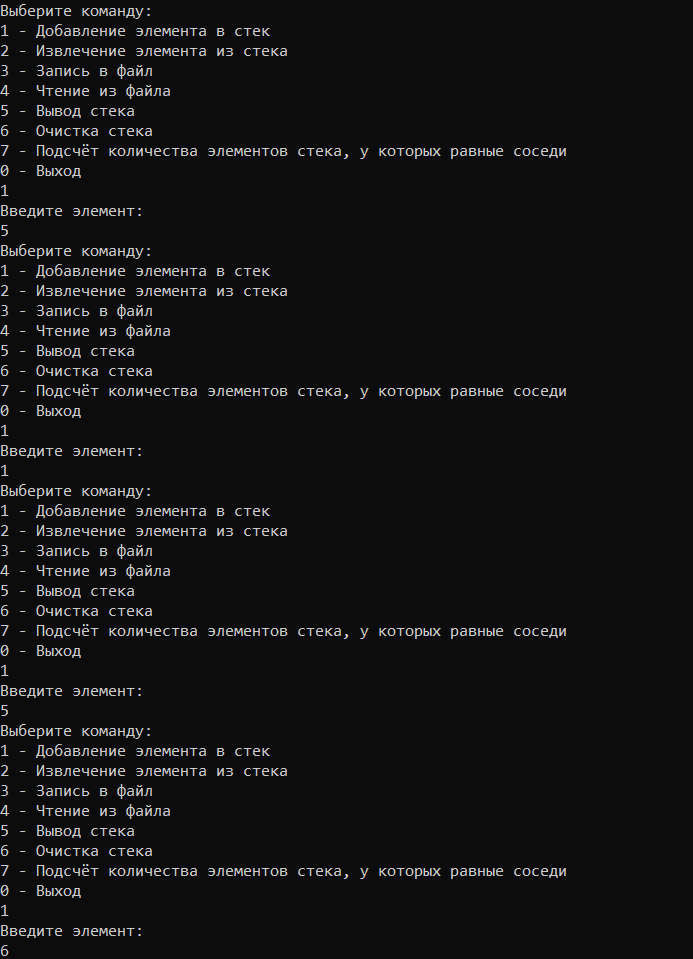 Выберите команду:
1 - Добавление элемента в стек
2 - Извлечение элемента из стека
3 - Запись в файл
4 - Чтение из файла
5 - Вывод стека
6 - Очистка стека
7 - Подсчёт количества элементов стека, у которых равные соседи
0 - Выход
1
Введите элемент:
5
Выберите команду:
1 - Добавление элемента в стек
2 - Извлечение элемента из стека
3 - Запись в файл
4 - Чтение из файла
5 - Вывод стека
6 - Очистка стека
7 - Подсчёт количества элементов стека, у которых равные соседи
0 - Выход
1
Введите элемент:
1
Выберите команду:
1 - Добавление элемента в стек
2 - Извлечение элемента из стека
3 - Запись в файл
4 - Чтение из файла
5 - Вывод стека
6 - Очистка стека
7 - Подсчёт количества элементов стека, у которых равные соседи
0 - Выход
1
Введите элемент:
5
Выберите команду:
1 - Добавление элемента в стек
2 - Извлечение элемента из стека
3 - Запись в файл
4 - Чтение из файла
5 - Вывод стека
6 - Очистка стека
7 - Подсчёт количества элементов стека, у которых равные соседи
0 - Выход
1
Введите элемент:
6